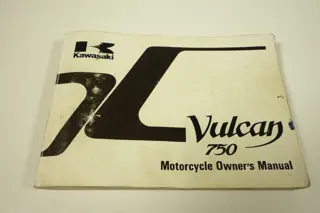 Kawasaki
Vulcan
750
Motorcycle Owner's Manual